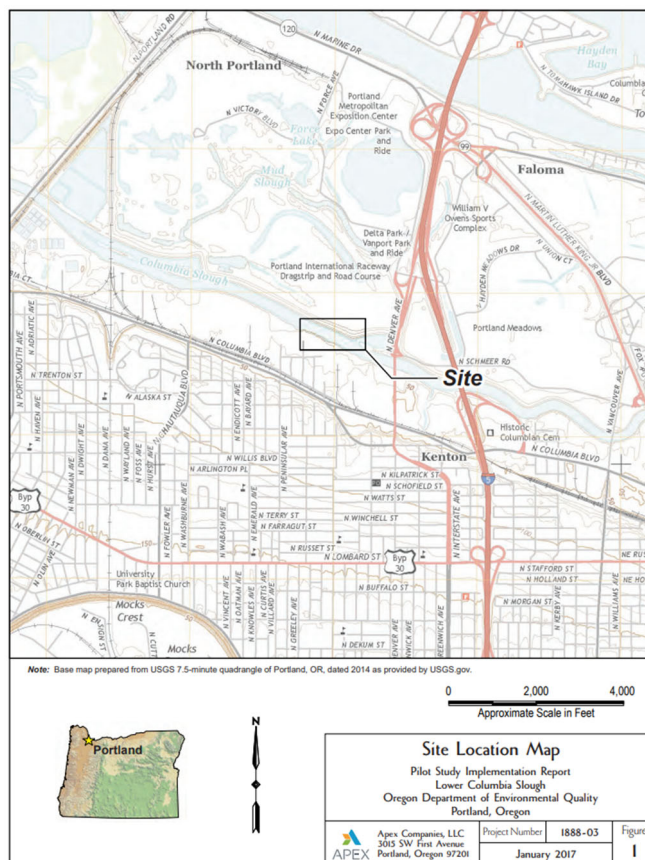 N PORTLAND RD
120
N MARINE DR
Hayden
Bay
N TOMAHAWK ISLAND DR
North Portland
N FORCE AVE
Portland
Metropolitan
Exposition Center
Expo Center Park
and
Ride
N VICTORY BLVD
Force
Lake
99
Faloma
Mud
Slough
N MARTIN LUTHER KING JR BLVD
William V
Owens Sports
Complex
N UNION CT
N HAYDEN MEADOWS DR
Delta Park /
Vanport Park
and Ride
Portland International Raceway
Dragstrip and Road Course
Columbia Slough
N DENVER AVE
Portland Meadows
N COLUMBIA BLVD
N SCHMEER RD
Site
N PORTSMOUTH AVE
N ADRIATIC AVE
N TRENTON ST
N HAVEN AVE
N DWIGHT AVE
N NEWMAN AVE
N DANA AVE
N WAYLAND AVE
N FOSS AVE
N HURST AVE
N ALASKA ST
N CHAUTAUQUA BLVD
N ENDICOTT AVE
N BAYARD AVE
N PENINSULAR AVE
N VANCOUVER AVE
Historic
Columbian Cem
N COLUMBIA BLVD
Kenton
N WILLIS BLVD
N ARLINGTON PL
N KILPATRICK ST
N SCHOFIELD ST
N WATTS ST
5
Byp
30
N OBERLIN ST
N FOWLER AVE
N WASHBURNE AVE
N WABASH AVE
N EMERALD AVE
N TERRY ST
N FARRAGUT ST
N WINCHELL ST
N RUSSET ST
N LOMBARD ST
Byp
30
N INTERSTATE AVE
N STAFFORD ST
N HOLLAND ST
N BUFFALO ST
N MORGAN ST
N KERBY AVE
N WILLIAMS AVE
University
Park Baptist Church
Mocks
Crest
N VINCENT AVE
N OATMAN AVE
N KNOWLES AVE
N CURTIS AVE
N VILLARD AVE
N GREELEY AVE
N DEKUM ST
Mocks
Note: Base map prepared from USGS 7.5-minute quadrangle of Portland, OR, dated 2014 as provided by USGS.gov.
0 2,000 4,000
Approximate Scale in Feet
Portland
N
Site Location Map
Pilot Study Implementation Report
Lower Columbia Slough
Oregon Department of Environmental Quality
Portland, Oregon
APEX
Apex Companies, LLC
3015 SW First Avenue
Portland, Oregon 97201
Project Number 1888-03
January 2017
Figure
1